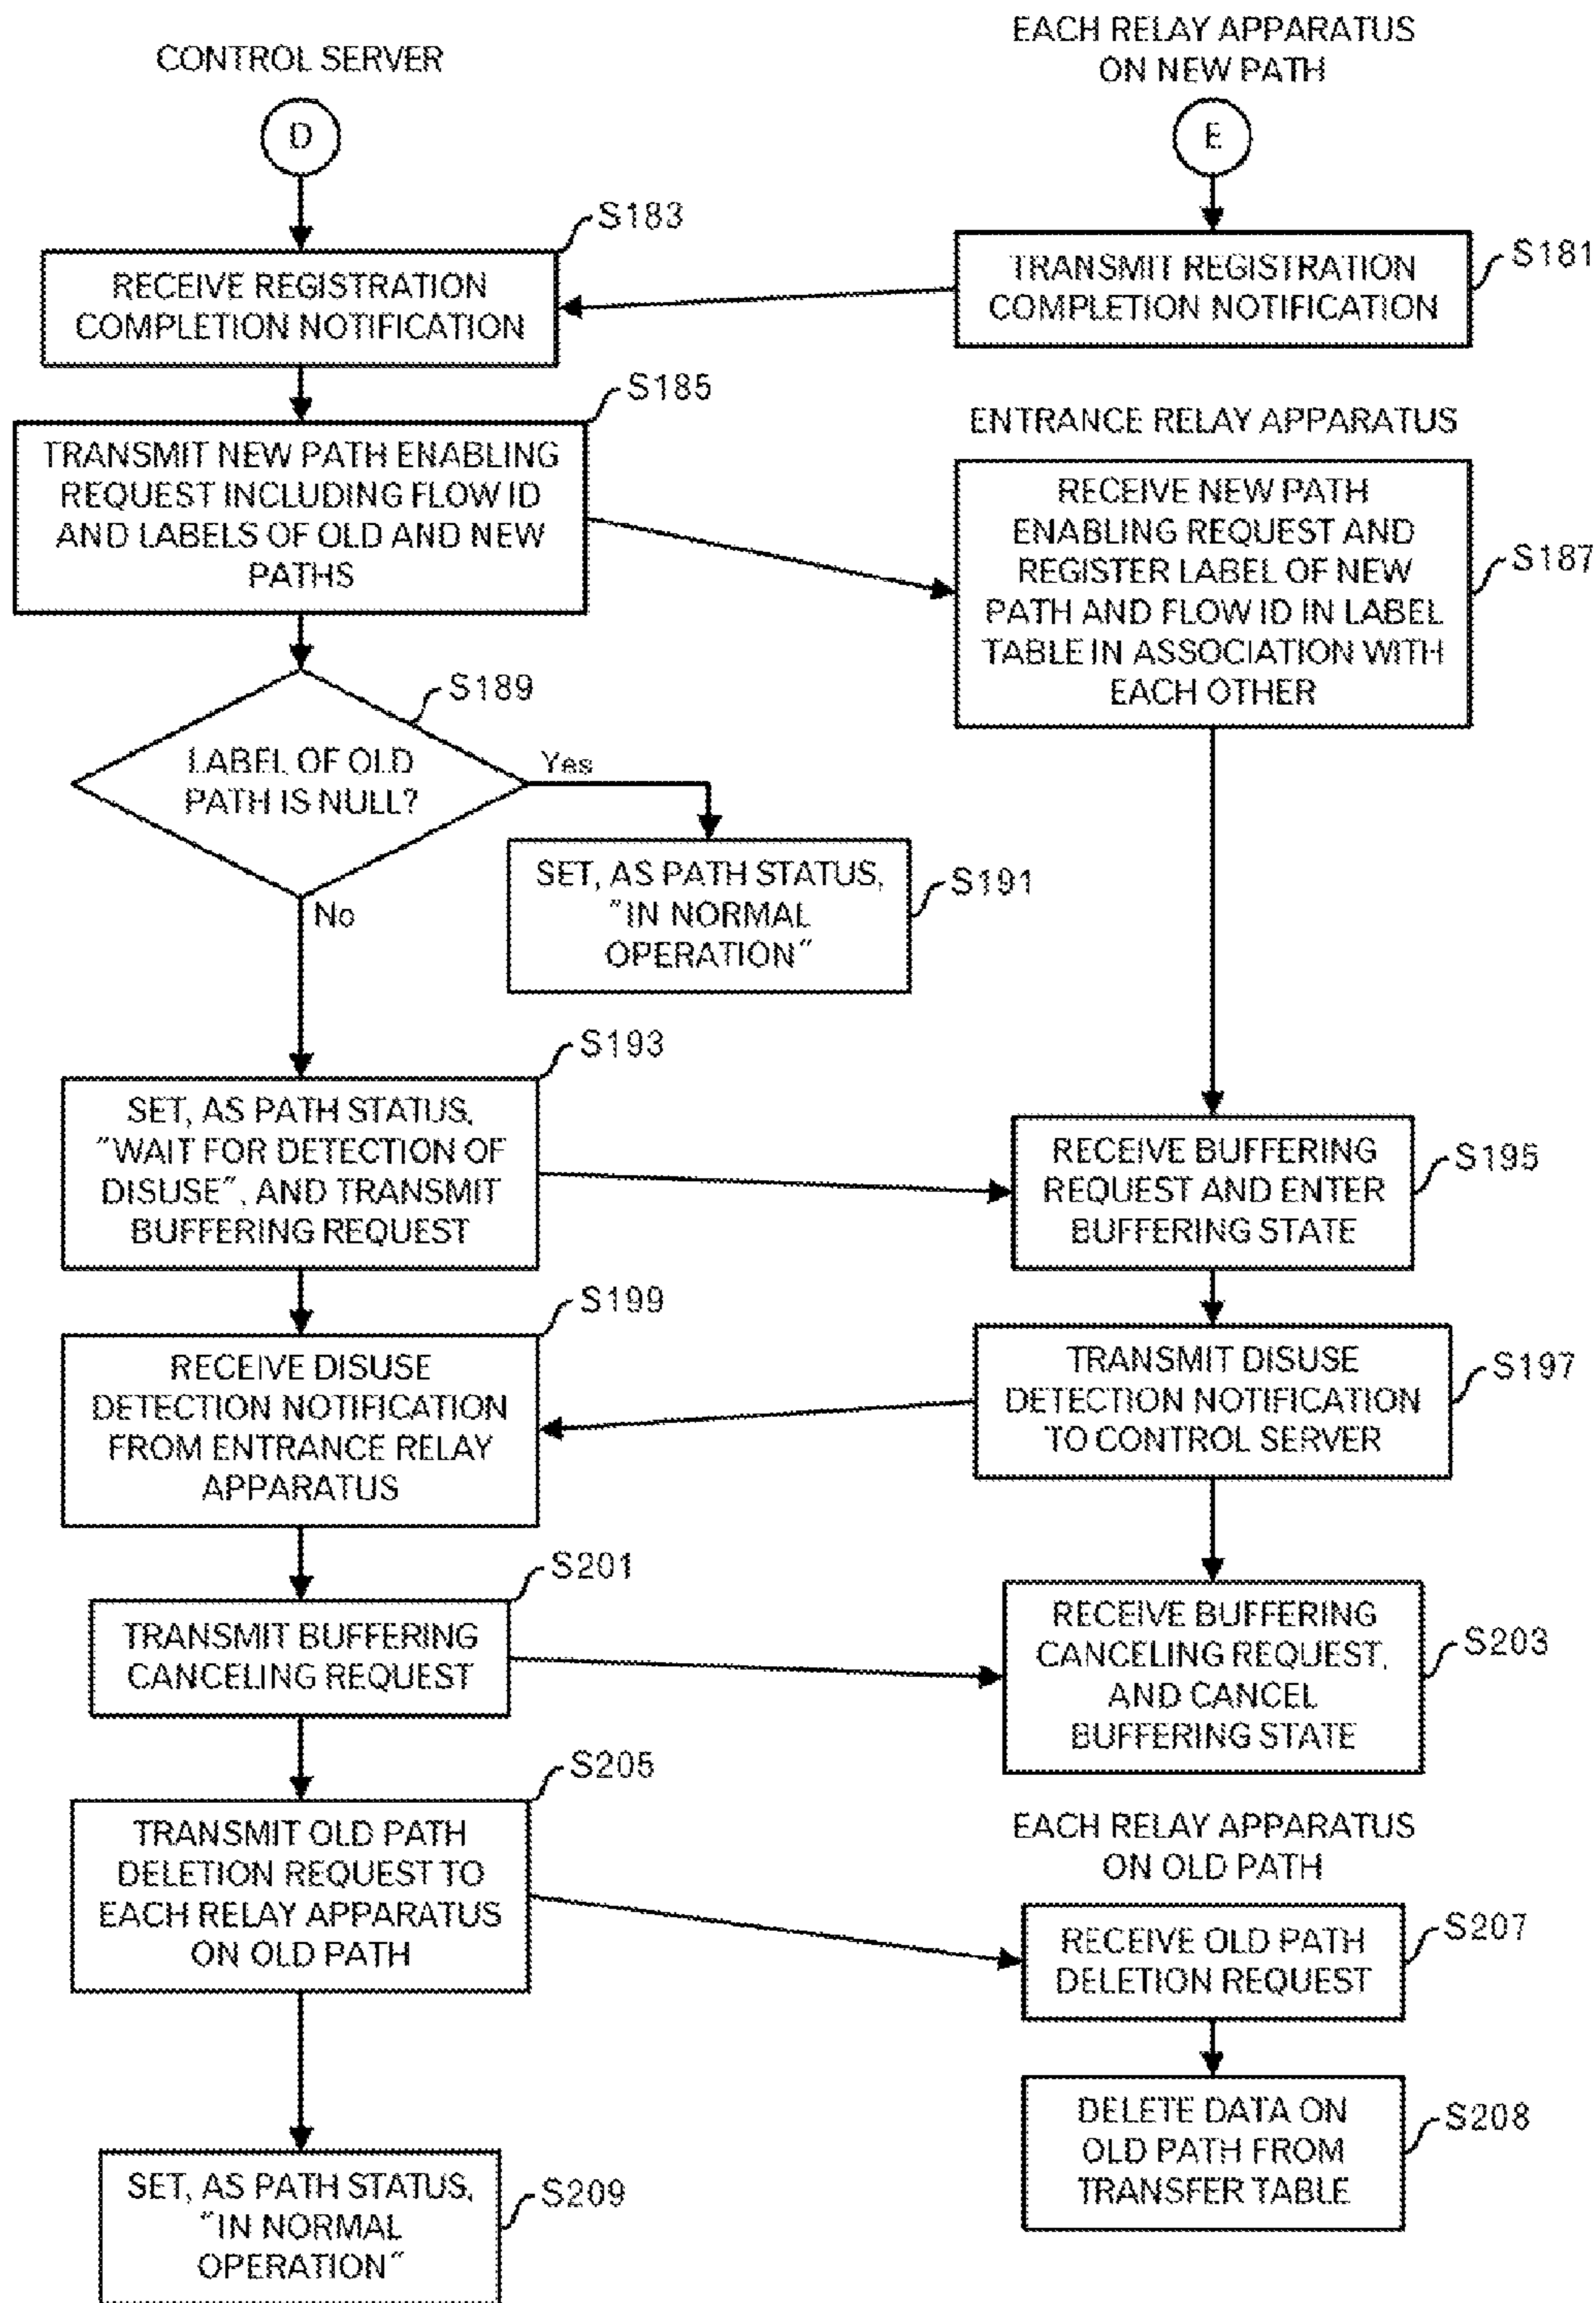 CONTROL SERVER
EACH RELAY APPARATUS
ON NEW PATH
D
E
S183
RECEIVE REGISTRATION
COMPLETION NOTIFICATION
S181
TRANSMIT REGISTRATION
COMPLETION NOTIFICATION
S185
TRANSMIT NEW PATH ENABLING
REQUEST INCLUDING FLOW ID
AND LABELS OF OLD AND NEW
PATHS
ENTRANCE RELAY APPARATUS
RECEIVE NEW PATH
ENABLING REQUEST AND
REGISTER LABEL OF NEW
PATH AND FLOW ID IN LABEL
TABLE IN ASSOCIATION WITH
EACH OTHER
S187
S189
LABEL OF OLD
PATH IS NULL?
Yes
No
SET, AS PATH STATUS,
"IN NORMAL
OPERATION"
S191
S193
SET, AS PATH STATUS,
"WAIT FOR DETECTION OF
DISUSE", AND TRANSMIT
BUFFERING REQUEST
RECEIVE BUFFERING
REQUEST AND ENTER
BUFFERING STATE
S195
S199
RECEIVE DISUSE
DETECTION NOTIFICATION
FROM ENTRANCE RELAY
APPARATUS
TRANSMIT DISUSE
DETECTION NOTIFICATION
TO CONTROL SERVER
S197
S201
TRANSMIT BUFFERING
CANCELING REQUEST
RECEIVE BUFFERING
CANCELING REQUEST,
AND CANCEL
BUFFERING STATE
S203
S205
TRANSMIT OLD PATH
DELETION REQUEST TO
EACH RELAY APPARATUS
ON OLD PATH
EACH RELAY APPARATUS
ON OLD PATH
RECEIVE OLD PATH
DELETION REQUEST
S207
DELETE DATA ON
OLD PATH FROM
TRANSFER TABLE
S208
SET, AS PATH STATUS,
"IN NORMAL
OPERATION"
S209